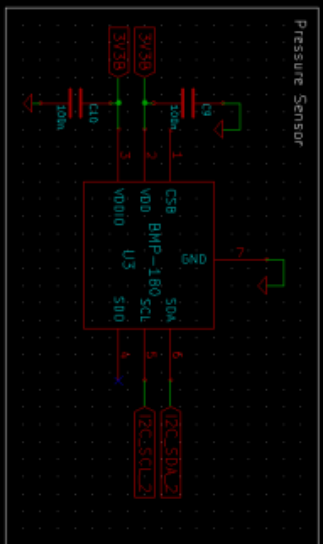 Pressure Sensor
3V3B
3V3B
C9
100n
C10
100n
1
2
3
CSB
VDD
VDDIO
GND
7
BMP-180
U3
SDA
SCL
SDO
6
5
4
I2C_SDA_2
I2C_SCL_2